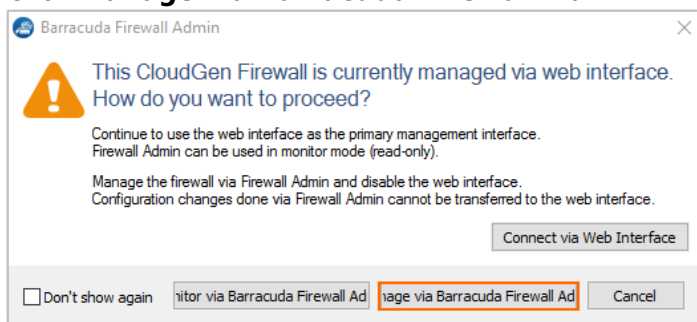 Barracuda Firewall Admin
This CloudGen Firewall is currently managed via web interface.
How do you want to proceed?
Continue to use the web interface as the primary management interface.
Firewall Admin can be used in monitor mode (read-only).
Manage the firewall via Firewall Admin and disable the web interface.
Configuration changes done via Firewall Admin cannot be transferred to the web interface.
Connect via Web Interface
Don't show again
itor via Barracuda Firewall Ad
age via Barracuda Firewall Ad
Cancel